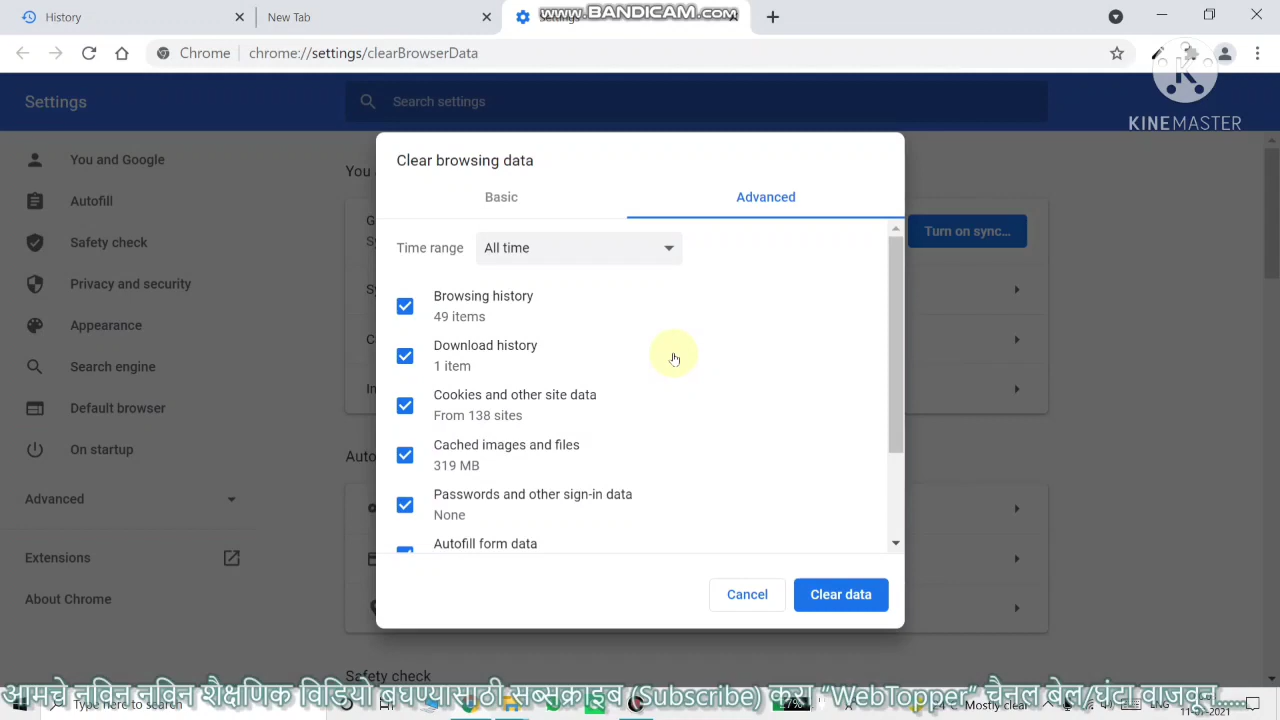 History
New Tab
Settings
www.BANDICAM.com
Chrome
chrome://settings/clearBrowserData
Settings
Search settings
K
KINEMASTER
You and Google
Autofill
Safety check
Privacy and security
Appearance
Search engine
Default browser
On startup
Advanced
Extensions
About Chrome
You a
G
Turn on sync...
Auto
Safety check
Clear browsing data
Basic
Advanced
Time range
All time
Browsing history
49 items
Download history
1 item
Cookies and other site data
From 138 sites
Cached images and files
319 MB
Passwords and other sign-in data
None
Autofill form data
Cancel
Clear data
आमचे नविन नविन शैक्षणिक विडियो बघण्यासाठी सब्सक्राइब (Subscribe) करा “WebTopper” चैनल बेल/घंटा वाजवून.....
Type here to search
Mostly clear